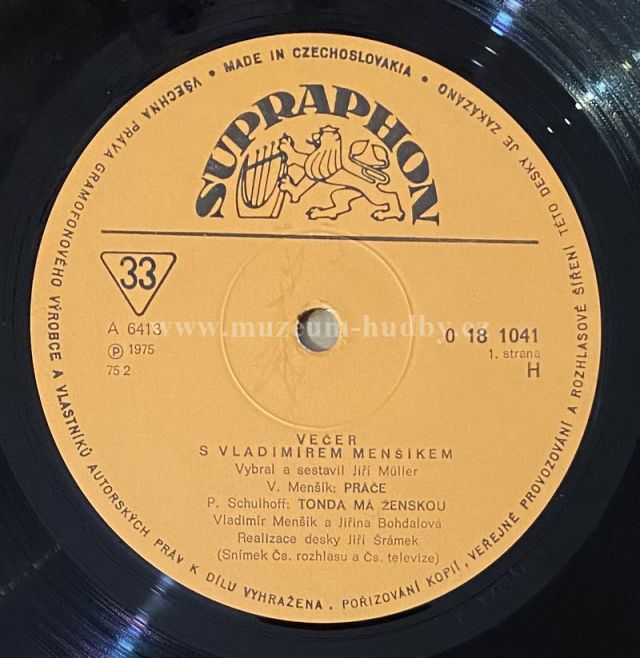 VŠECHNA PRÁVA GRAMOFONOVÉHO VÝROBCE A VLASTNÍKŮ AUTORSKÝCH PRÁV K DÍLU VYHRAŽENA. POŘIZOVÁNÍ KOPIÍ, VEŘEJNÉ PROVOZOVÁNÍ A ROZHLASOVÉ ŠÍŘENÍ TÉTO DESKY JE ZAKÁZÁNO
• MADE IN CZECHOSLOVAKIA •
SUPRAPHON
33
A 6413
Ⓟ 1975
75 2
www.muzeum-hudby.cz
0 18 1041
1. strana
H
VEČER
S VLADIMÍREM MENŠÍKEM
Vybral a sestavil Jiří Müller
V. Menšík: PRÁČE
P. Schulhoff: TONDA MÁ ŽENSKOU
Vladimír Menšík a Jiřina Bohdalová
Realizace desky Jiří Šrámek
(Snímek Čs. rozhlasu a Čs. televize)